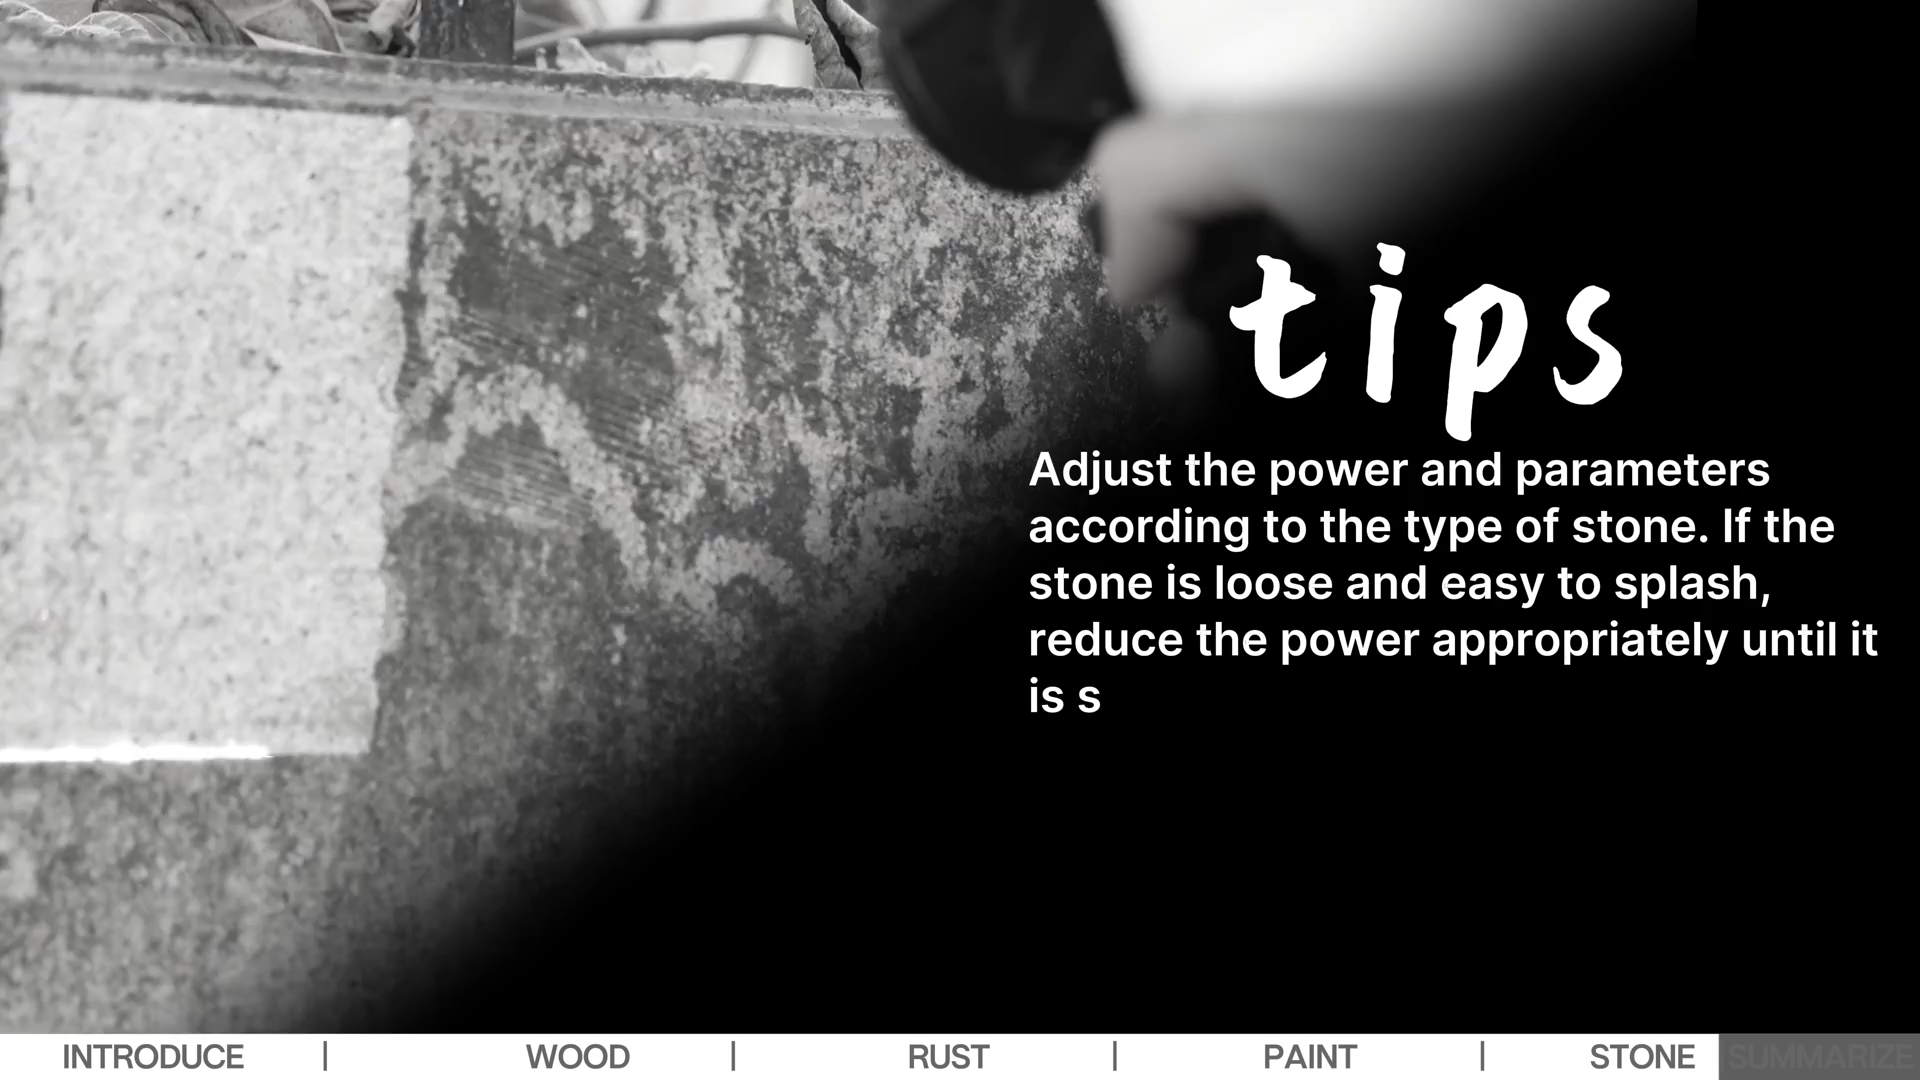 tips
Adjust the power and parameters
according to the type of stone. If the
stone is loose and easy to splash,
reduce the power appropriately until it
is s
INTRODUCE | WOOD | RUST | PAINT | STONE SUMMARIZE